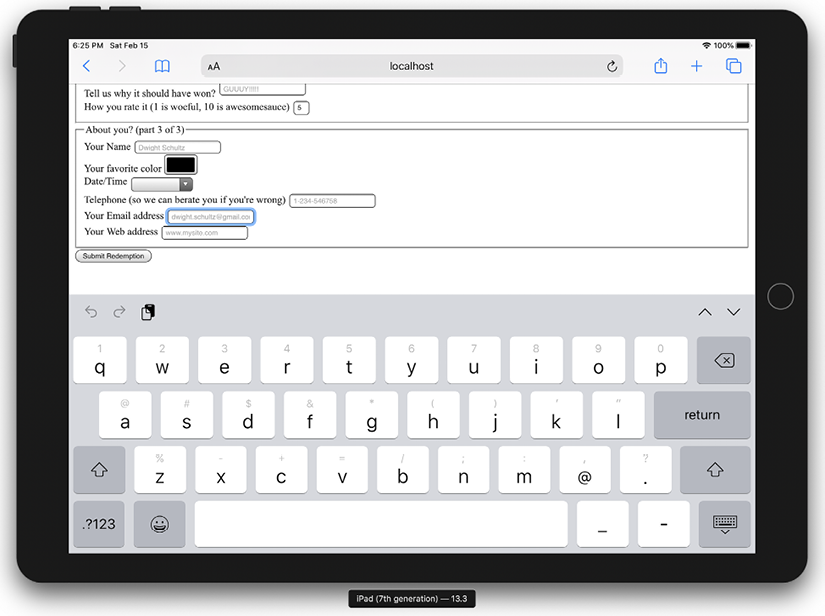 6:25 PM Sat Feb 15
100%
AA
localhost
Tell us why it should have won? GUUUY!!!!!
How you rate it (1 is woeful, 10 is awesomesauce) 5
About you? (part 3 of 3)
Your Name Dwight Schultz
Your favorite color
Date/Time
Telephone (so we can berate you if you're wrong) 1-234-546758
Your Email address dwight.schultz@gmail.co
Your Web address www.mysite.com
Submit Redemption
1 2 3 4 5 6 7 8 9 0
q w e r t y u i o p
@ # $ & * ( ) ' "
a s d f g h j k l return
% - + = / ; : , ?
z x c v b n m @ .
.?123 _ -
iPad (7th generation) — 13.3